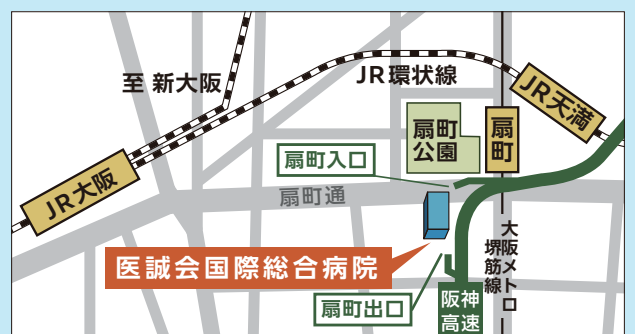 至 新大阪
JR環状線
JR天満
扇町
公園
扇町
扇町入口
JR大阪
扇町通
大阪メトロ
堺筋線
医誠会国際総合病院
扇町出口
阪神
高速